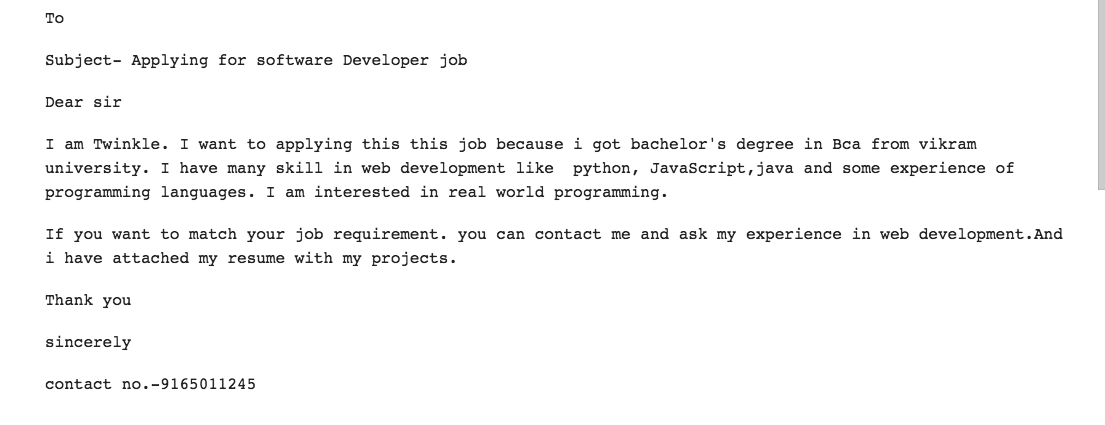 To
Subject- Applying for software Developer job
Dear sir
I am Twinkle. I want to applying this this job because i got bachelor's degree in Bca from vikram
university. I have many skill in web development like  python, JavaScript,java and some experience of
programming languages. I am interested in real world programming.
If you want to match your job requirement. you can contact me and ask my experience in web development.And
i have attached my resume with my projects.
Thank you
sincerely
contact no.-9165011245